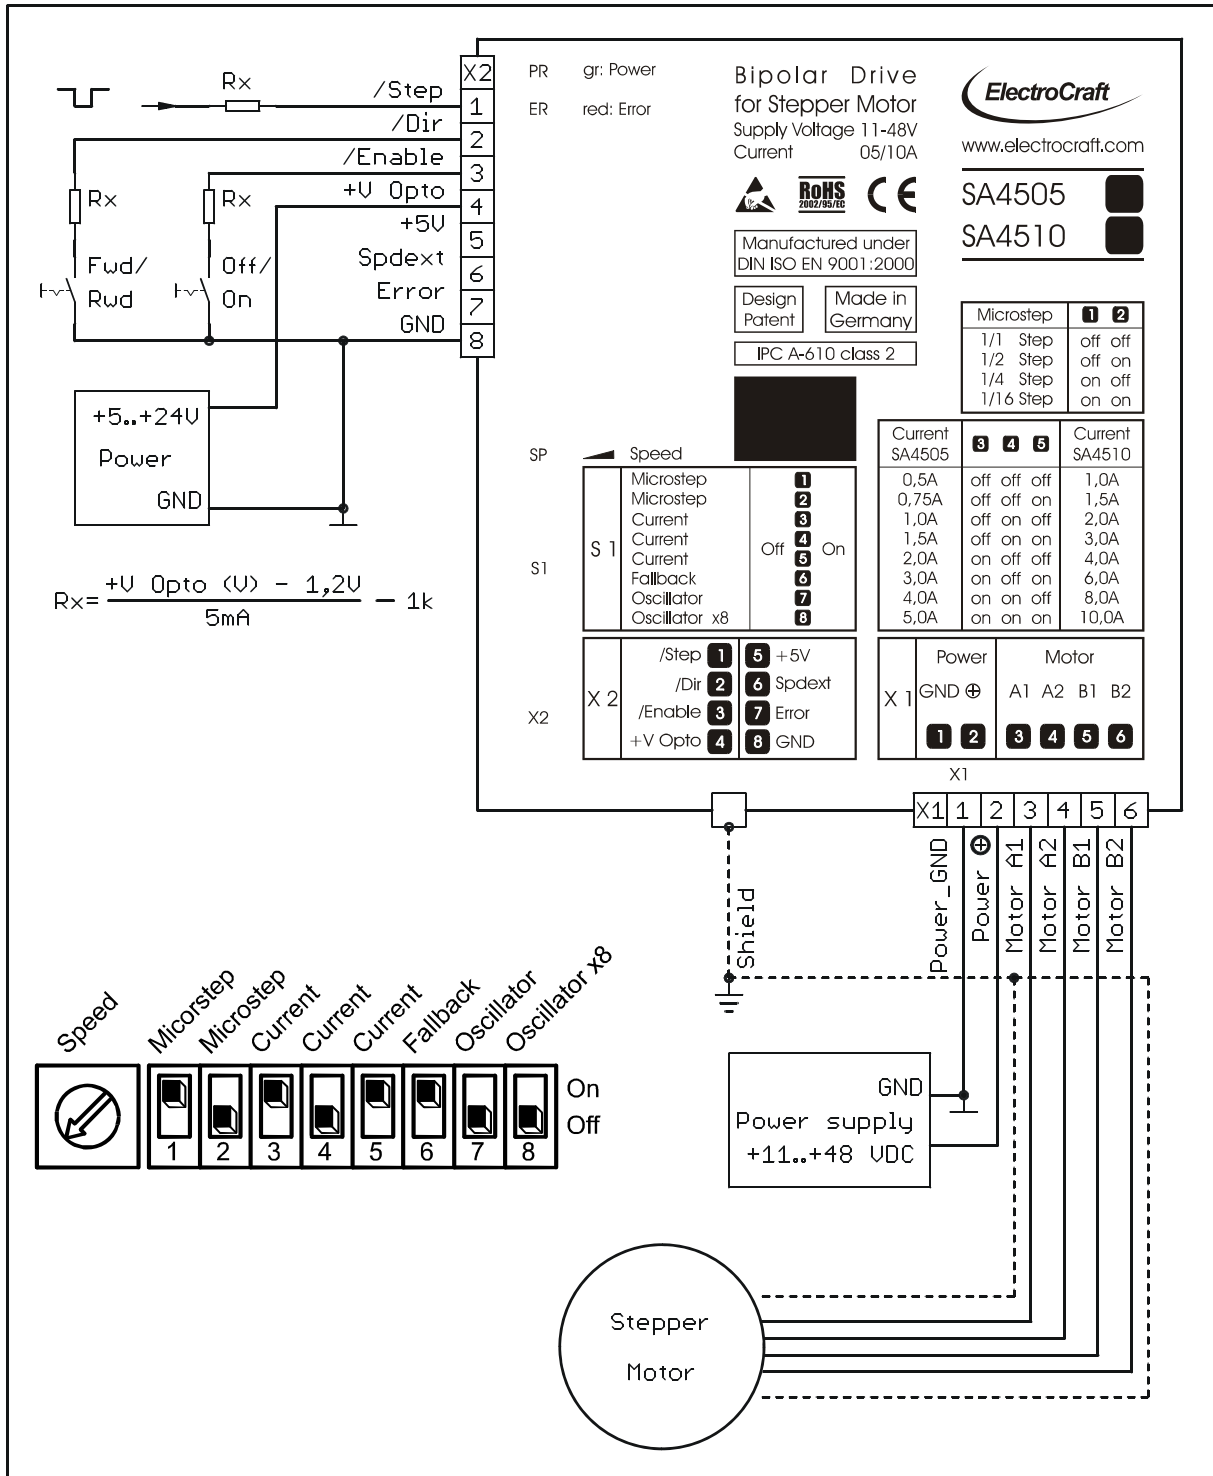 X2
1
2
3
4
5
6
7
8
Rx
/Step
/Dir
/Enable
+V Opto
+5V
Spdext
Error
GND
Rx
Rx
Fwd/
Rwd
Off/
On
+5..+24V
Power
GND
Rx= +V Opto (V) - 1,2V / 5mA - 1k
PR gr: Power
ER red: Error
Bipolar Drive
for Stepper Motor
Supply Voltage 11-48V
Current 05/10A
RoHS
2002/95/EC
CE
Manufactured under
DIN ISO EN 9001:2000
Design
Patent
Made in
Germany
IPC A-610 class 2
ElectroCraft
www.electrocraft.com
SA4505
SA4510
Microstep 1 2
1/1 Step off off
1/2 Step off on
1/4 Step on off
1/16 Step on on
Current SA4505 3 4 5 Current SA4510
0,5A off off off 1,0A
0,75A off off on 1,5A
1,0A off on off 2,0A
1,5A off on on 3,0A
2,0A on off off 4,0A
3,0A on off on 6,0A
4,0A on on off 8,0A
5,0A on on on 10,0A
SP Speed
S1
S 1
Microstep 1
Microstep 2
Current 3
Current 4
Current 5
Fallback 6
Oscillator 7
Oscillator x8 8
Off On
X2
X 2
/Step 1 5 +5V
/Dir 2 6 Spdext
/Enable 3 7 Error
+V Opto 4 8 GND
X 1
Power Motor
GND ⊕ A1 A2 B1 B2
1 2 3 4 5 6
X1
X1 1 2 3 4 5 6
Power_GND
Power ⊕
Motor A1
Motor A2
Motor B1
Motor B2
Shield
Speed
Micorstep
Microstep
Current
Current
Current
Fallback
Oscillator
Oscillator x8
On
Off
1 2 3 4 5 6 7 8
GND
Power supply
+11..+48 VDC
Stepper
Motor